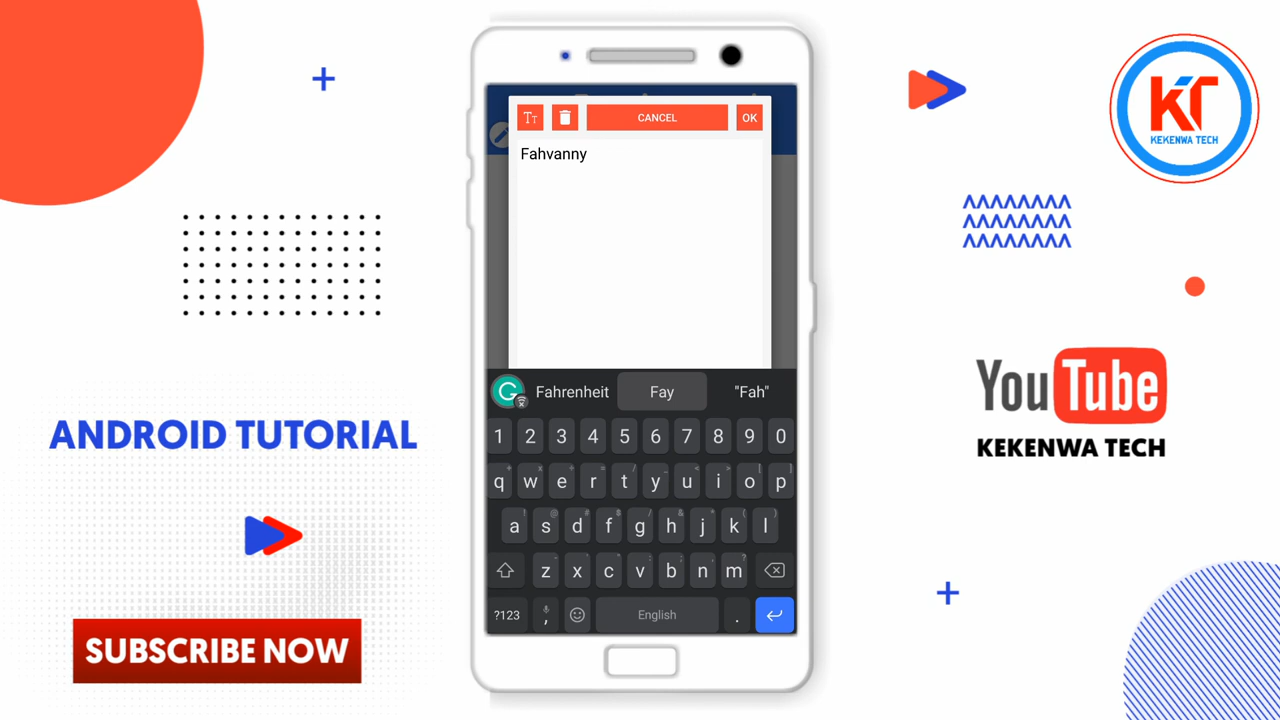 KT
KEKENWA TECH
TT
CANCEL
OK
Fahvanny
Fahrenheit Fay "Fah"
1 2 3 4 5 6 7 8 9 0
q w e r t y u i o p
a s d f g h j k l
z x c v b n m
?123 , English .
ANDROID TUTORIAL
SUBSCRIBE NOW
YouTube
KEKENWA TECH